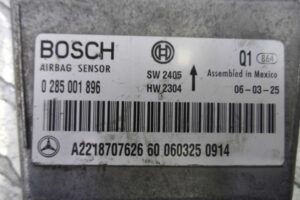 BOSCH
AIRBAG SENSOR
0 285 001 896
SW 2405
HW 2304
Q1 864
Assembled in Mexico
06-03-25
A2218707626 60 060325 0914